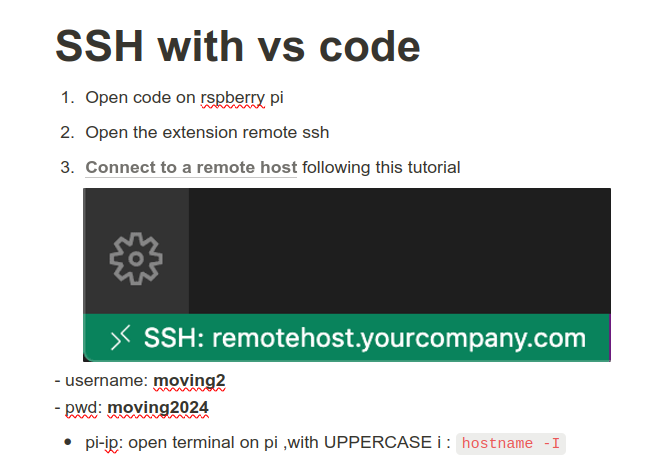 SSH with vs code
1. Open code on rspberry pi
2. Open the extension remote ssh
3. Connect to a remote host following this tutorial
SSH: remotehost.yourcompany.com
- username: moving2
- pwd: moving2024
• pi-ip: open terminal on pi ,with UPPERCASE i : hostname -I